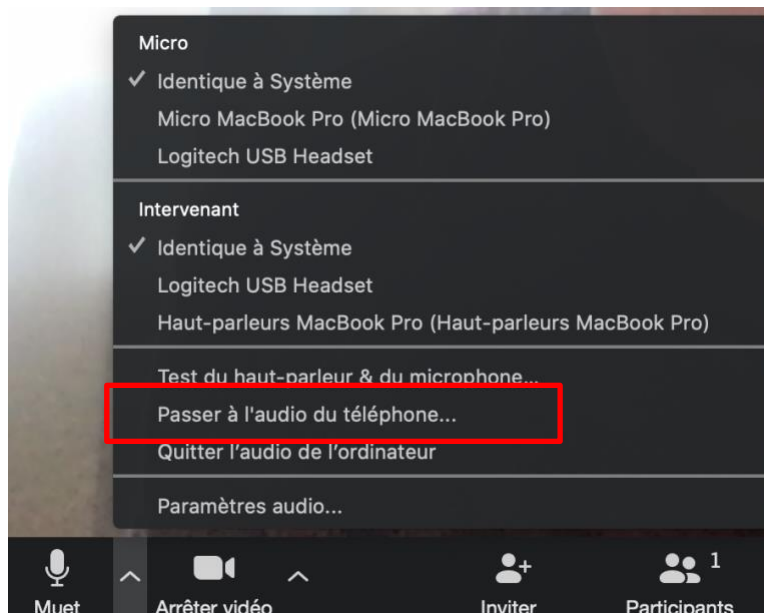 Micro
Identique à Système
Micro MacBook Pro (Micro MacBook Pro)
Logitech USB Headset
Intervenant
Identique à Système
Logitech USB Headset
Haut-parleurs MacBook Pro (Haut-parleurs MacBook Pro)
Test du haut-parleur & du microphone...
Passer à l'audio du téléphone...
Quitter l’audio de l’ordinateur
Paramètres audio...
1
Muet Arrêter vidéo Inviter Participants